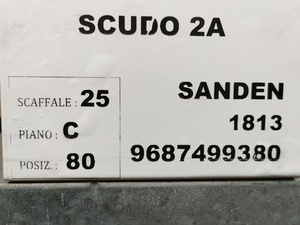 SCUDO 2A
SCAFFALE : 25
PIANO : C
POSIZ. : 80
SANDEN
1813
9687499380